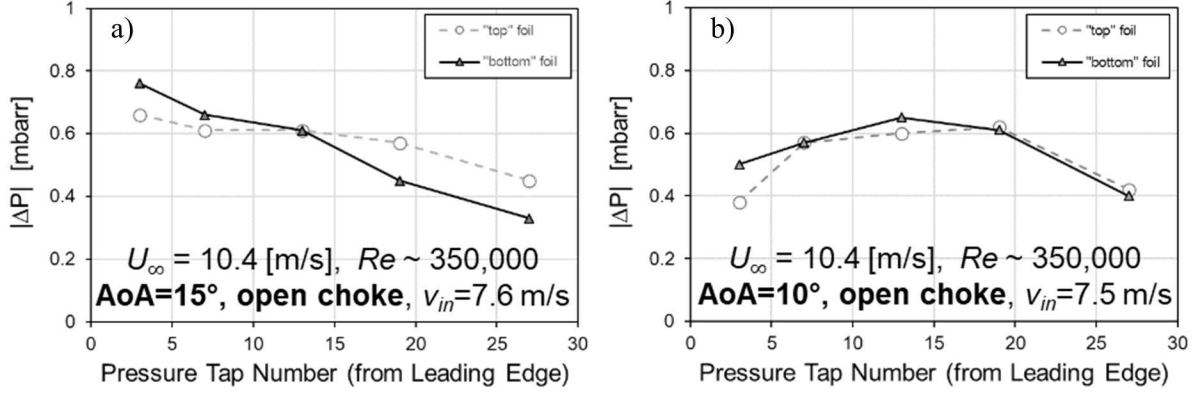 a)
"top" foil
"bottom" foil
1
0.8
0.6
0.4
0.2
0
|ΔP| [mbarr]
U∞ = 10.4 [m/s], Re ~ 350,000
AoA=15°, open choke, vin=7.6 m/s
0 5 10 15 20 25 30
Pressure Tap Number (from Leading Edge)
b)
"top" foil
"bottom" foil
1
0.8
0.6
0.4
0.2
0
|ΔP| [mbarr]
U∞ = 10.4 [m/s], Re ~ 350,000
AoA=10°, open choke, vin=7.5 m/s
0 5 10 15 20 25 30
Pressure Tap Number (from Leading Edge)